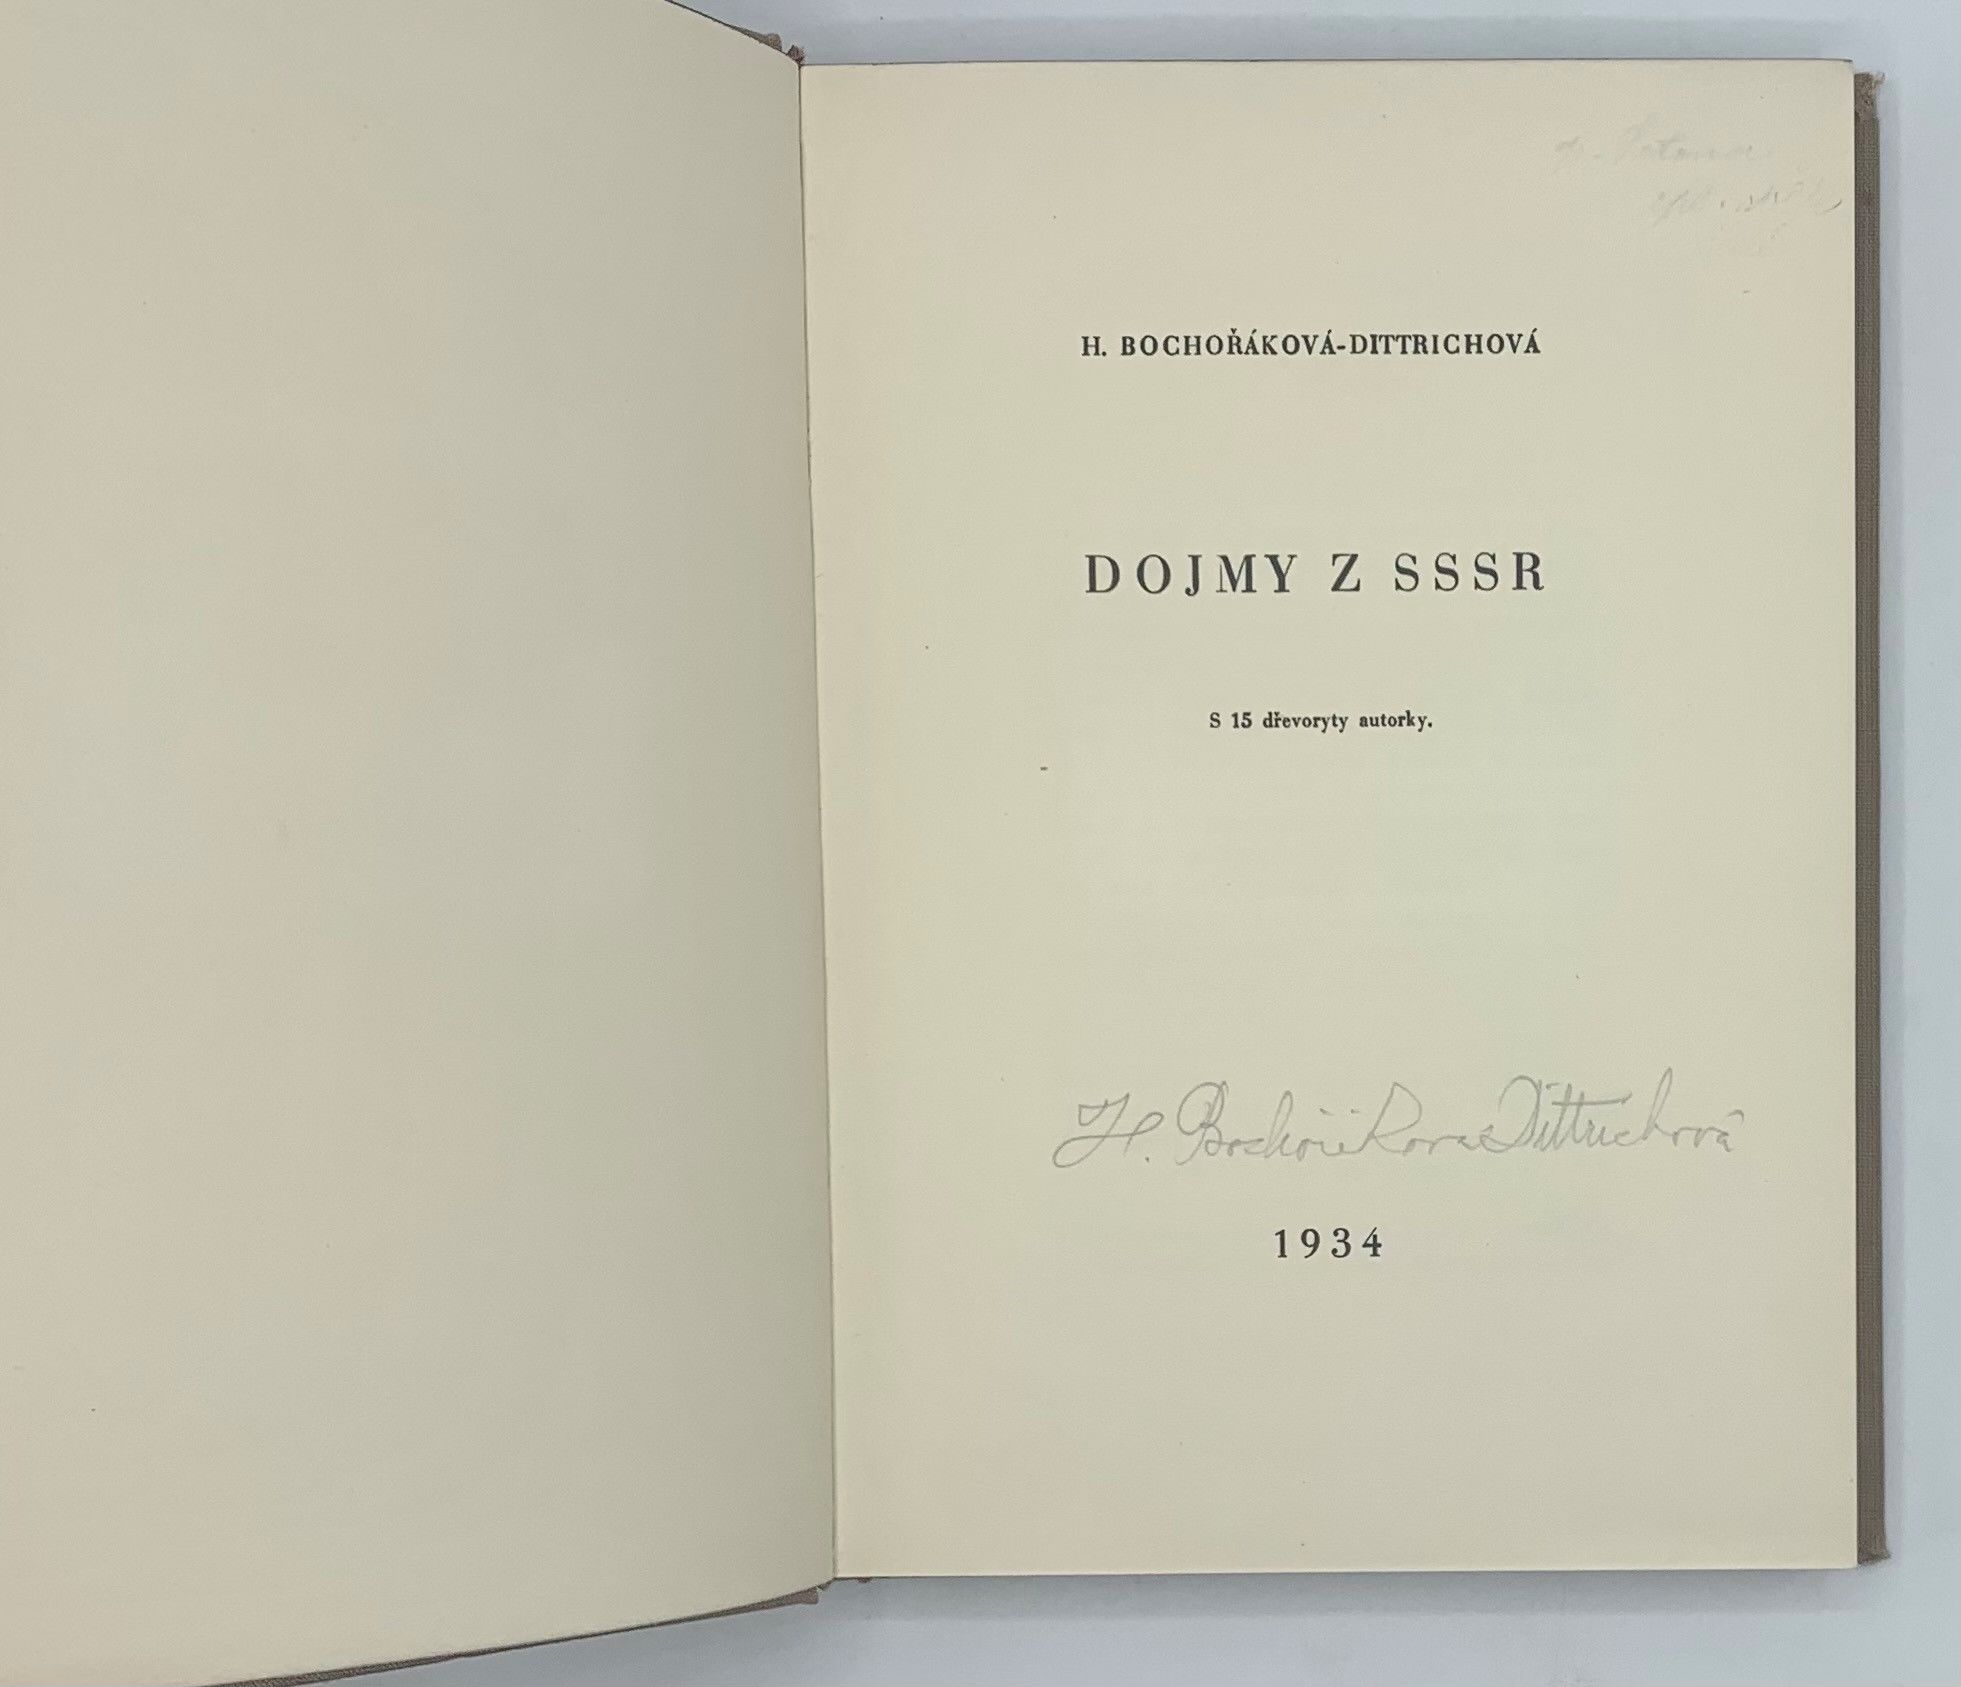 H. BOCHOŘÁKOVÁ-DITTRICHOVÁ
DOJMY Z SSSR
S 15 dřevoryty autorky.
H. Bochořáková Dittrichová
1934